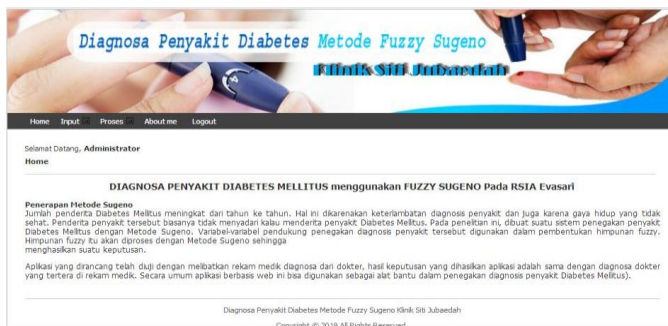 Diagnosa Penyakit Diabetes Metode Fuzzy Sugeno
Klinik Siti Jubaedah
Home Input Proses About me Logout
Selamat Datang, Administrator
Home
DIAGNOSA PENYAKIT DIABETES MELLITUS menggunakan FUZZY SUGENO Pada RSIA Evasari
Penerapan Metode Sugeno
Jumlah penderita Diabetes Mellitus meningkat dari tahun ke tahun. Hal ini dikarenakan keterlambatan diagnosis penyakit dan juga karena gaya hidup yang tidak
sehat. Penderita penyakit tersebut biasanya tidak menyadari kalau menderita penyakit Diabetes Mellitus. Pada penelitian ini, dibuat suatu sistem penegakan penyakit
Diabetes Mellitus dengan Metode Sugeno. Variabel-variabel pendukung penegakan diagnosis penyakit tersebut digunakan dalam pembentukan himpunan fuzzy.
Himpunan fuzzy itu akan diproses dengan Metode Sugeno sehingga
menghasilkan suatu keputusan.
Aplikasi yang dirancang telah diuji dengan melibatkan rekam medik diagnosa dari dokter, hasil keputusan yang dihasilkan aplikasi adalah sama dengan diagnosa dokter
yang tertera di rekam medik. Secara umum aplikasi berbasis web ini bisa digunakan sebagai alat bantu dalam penegakan diagnosis penyakit Diabetes Mellitus).
Diagnosa Penyakit Diabetes Metode Fuzzy Sugeno Klinik Siti Jubaedah
Copyright © 2019 All Rights Reserved